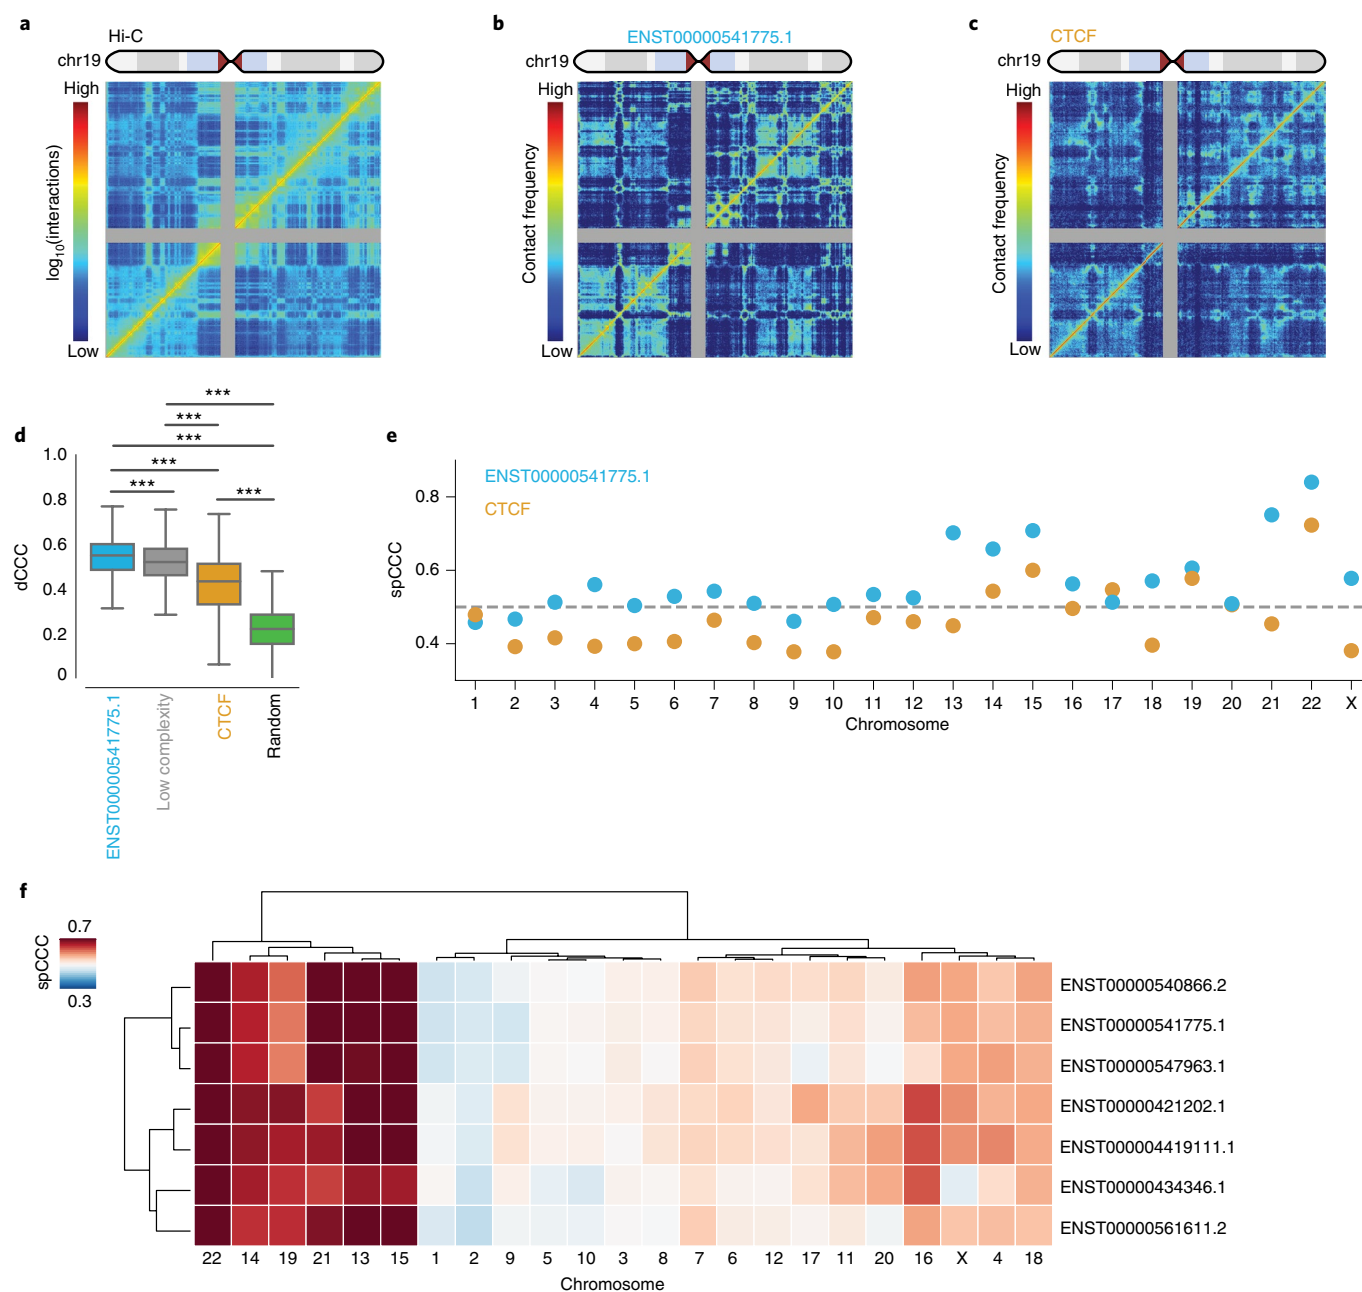 a
b
c
Hi-C
ENST00000541775.1
CTCF
chr19
chr19
chr19
High
High
High
log10(interactions)
Contact frequency
Contact frequency
Low
Low
Low
d
***
***
***
***
***
***
1.0
0.8
0.6
0.4
0.2
0
dCCC
ENST00000541775.1
Low complexity
CTCF
Random
e
ENST00000541775.1
CTCF
0.8
0.6
0.4
spCCC
1 2 3 4 5 6 7 8 9 10 11 12 13 14 15 16 17 18 19 20 21 22 X
Chromosome
f
0.7
spCCC
0.3
ENST00000540866.2
ENST00000541775.1
ENST00000547963.1
ENST00000421202.1
ENST000004419111.1
ENST00000434346.1
ENST00000561611.2
22 14 19 21 13 15 1 2 9 5 10 3 8 7 6 12 17 11 20 16 X 4 18
Chromosome